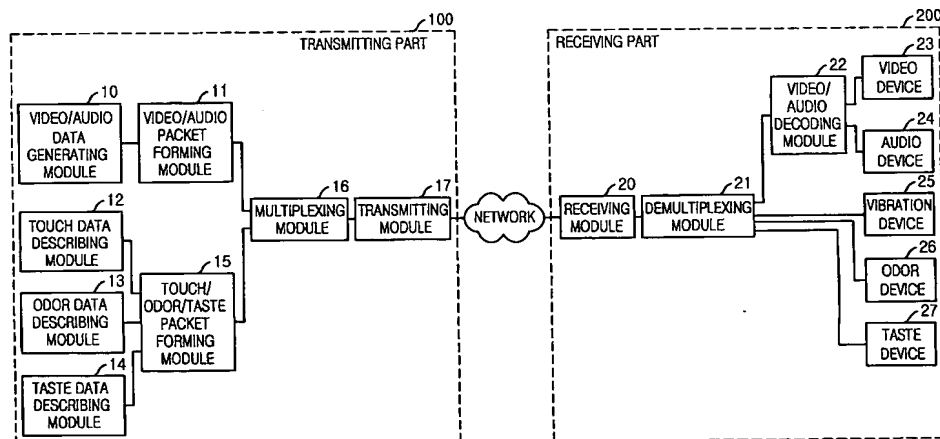 100
TRANSMITTING PART
10
VIDEO/AUDIO
DATA
GENERATING
MODULE
11
VIDEO/AUDIO
PACKET
FORMING
MODULE
12
TOUCH DATA
DESCRIBING
MODULE
13
ODOR DATA
DESCRIBING
MODULE
14
TASTE DATA
DESCRIBING
MODULE
15
TOUCH/
ODOR/TASTE
PACKET
FORMING
MODULE
16
MULTIPLEXING
MODULE
17
TRANSMITTING
MODULE
NETWORK
200
RECEIVING PART
20
RECEIVING
MODULE
21
DEMULTIPLEXING
MODULE
22
VIDEO/
AUDIO
DECODING
MODULE
23
VIDEO
DEVICE
24
AUDIO
DEVICE
25
VIBRATION
DEVICE
26
ODOR
DEVICE
27
TASTE
DEVICE